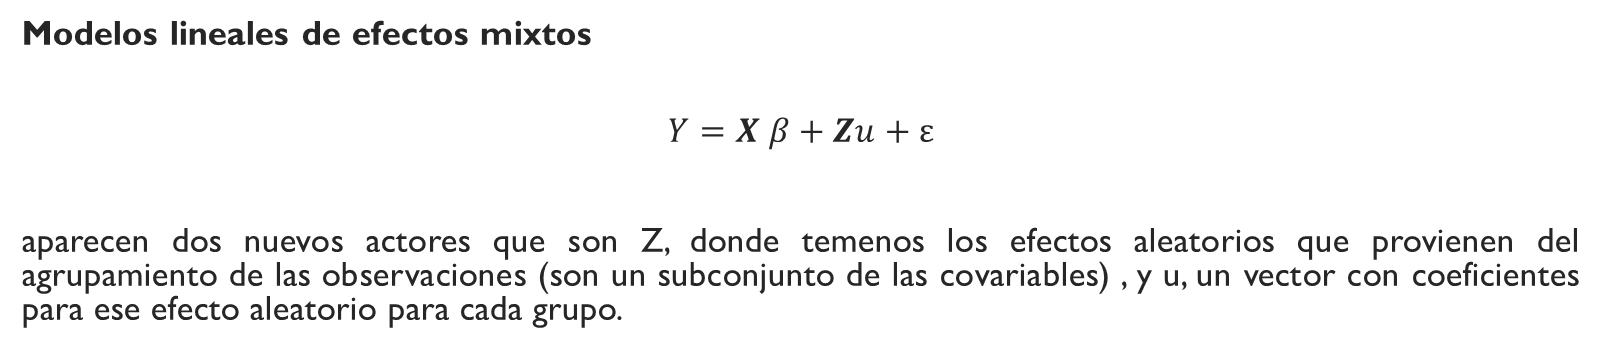 Modelos lineales de efectos mixtos
Y = X β + Zu + ε
aparecen dos nuevos actores que son Z, donde temenos los efectos aleatorios que provienen del
agrupamiento de las observaciones (son un subconjunto de las covariables) , y u, un vector con coeficientes
para ese efecto aleatorio para cada grupo.